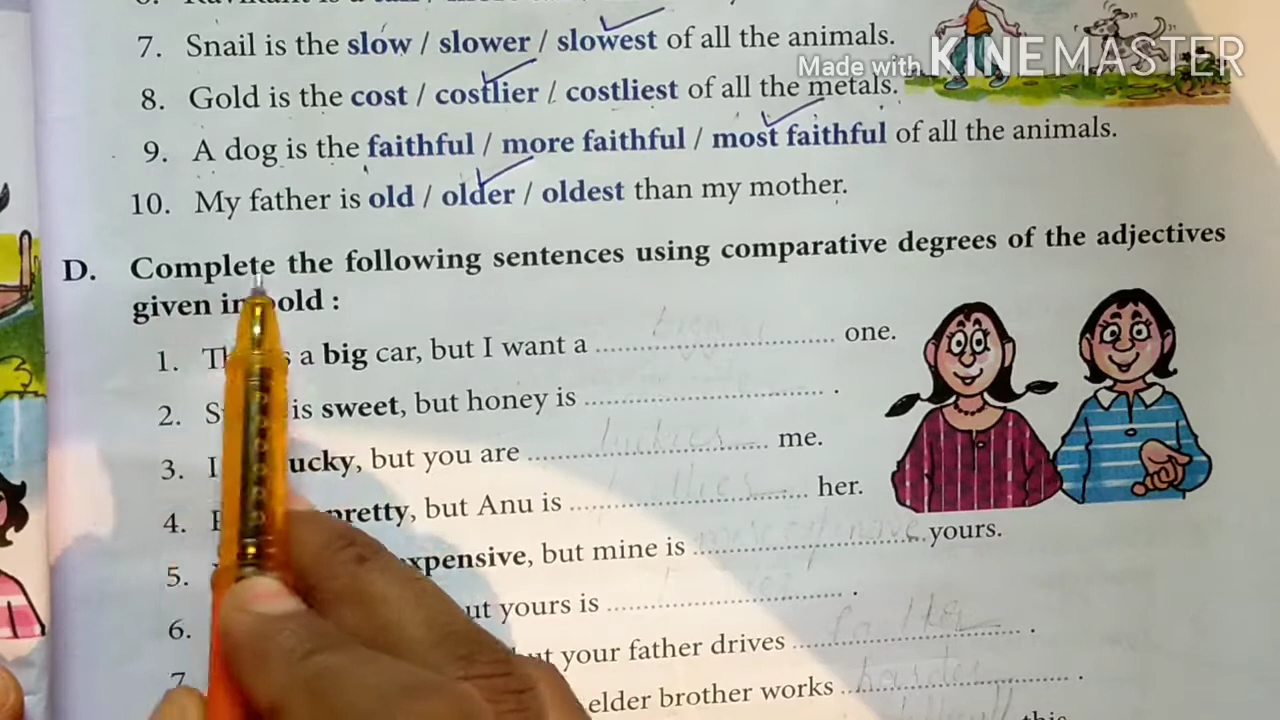 7. Snail is the slow / slower / slowest of all the animals.
Made with KINEMASTER
8. Gold is the cost / costlier / costliest of all the metals.
9. A dog is the faithful / more faithful / most faithful of all the animals.
10. My father is old / older / oldest than my mother.
D. Complete the following sentences using comparative degrees of the adjectives
given in bold :
1. a big car, but I want a .................... one.
2. is sweet, but honey is .................... .
3. I ucky, but you are .................... me.
4. pretty, but Anu is .................... her.
5. xpensive, but mine is .................... yours.
6. ut yours is .................... .
7. but your father drives .................... .
elder brother works .....harder..... .
this